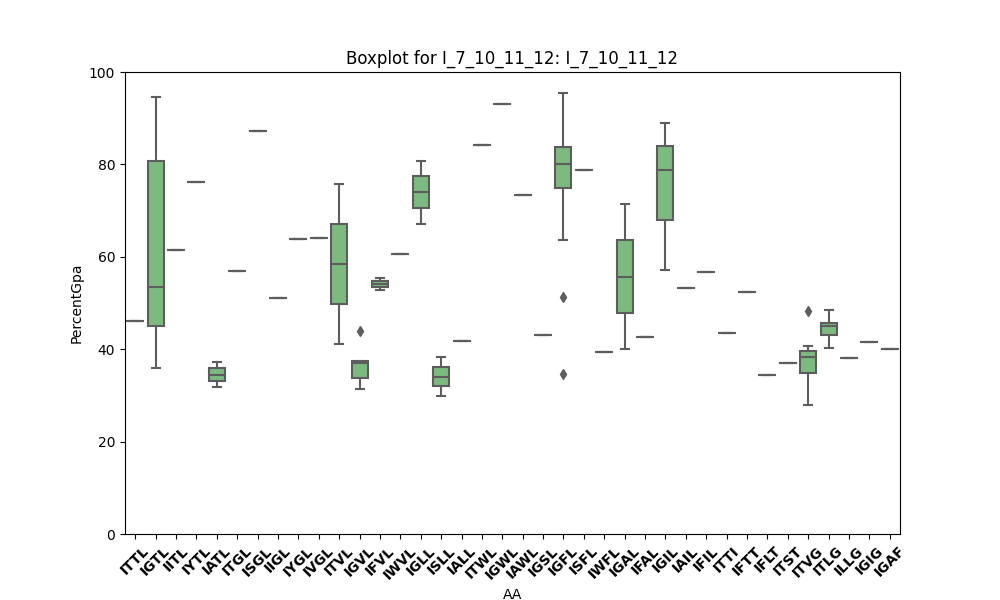 Boxplot for I_7_10_11_12: I_7_10_11_12
100
80
60
40
20
0
PercentGpa
ITTL IGTL IITL IYTL IATL ITGL ISGL IIGL IYGL IVGL ITVL IGVL IFVL IWVL IGLL ISLL IALL ITWL IGWL IAWL IGSL IGFL ISFL IWFL IGAL IFAL IGIL IAIL IFIL ITTI IFTT IFLT ITST ITVG ITLG ILLG IGIG IGAF
AA